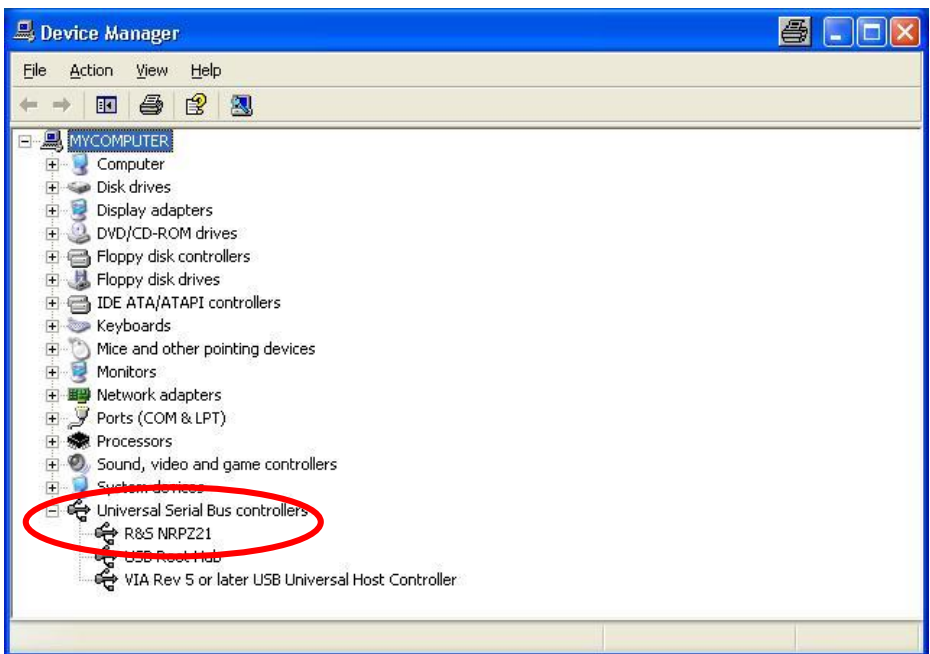 Device Manager
File Action View Help
MYCOMPUTER
Computer
Disk drives
Display adapters
DVD/CD-ROM drives
Floppy disk controllers
Floppy disk drives
IDE ATA/ATAPI controllers
Keyboards
Mice and other pointing devices
Monitors
Network adapters
Ports (COM & LPT)
Processors
Sound, video and game controllers
System devices
Universal Serial Bus controllers
R&S NRPZ21
USB Root Hub
VIA Rev 5 or later USB Universal Host Controller